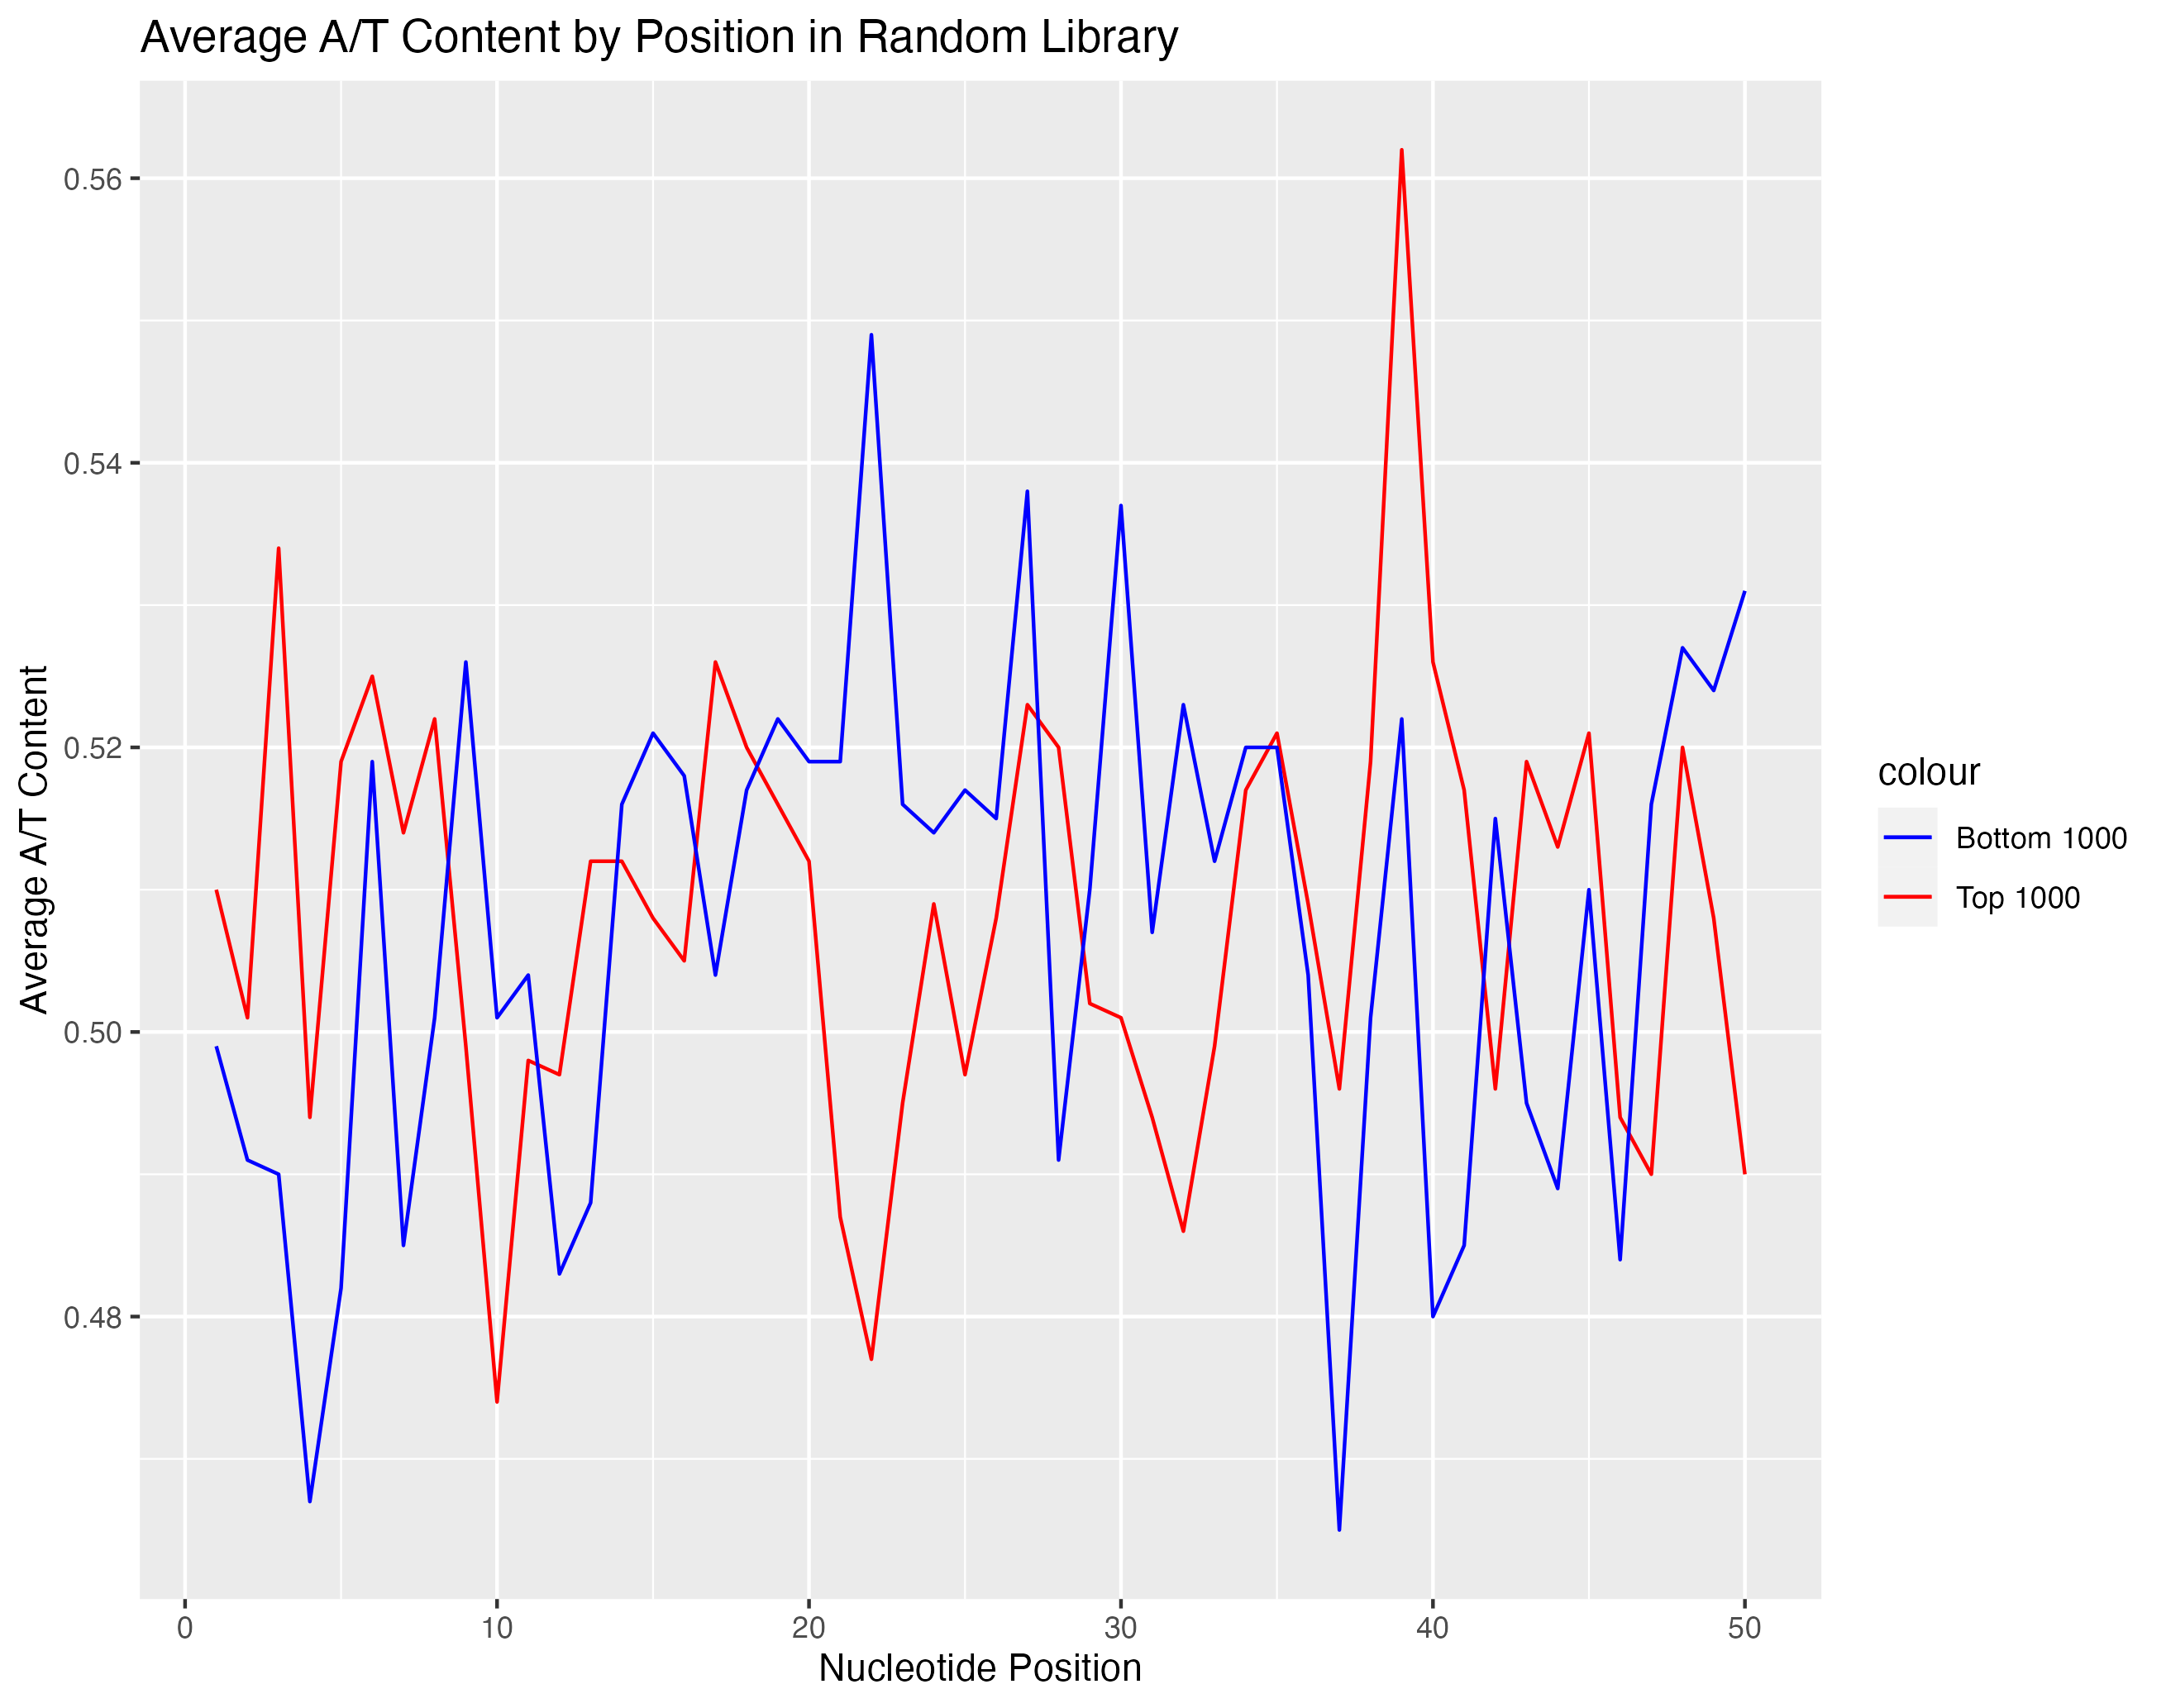 Average A/T Content by Position in Random Library
Average A/T Content
0.56
0.54
0.52
0.50
0.48
0
10
20
30
40
50
Nucleotide Position
colour
Bottom 1000
Top 1000